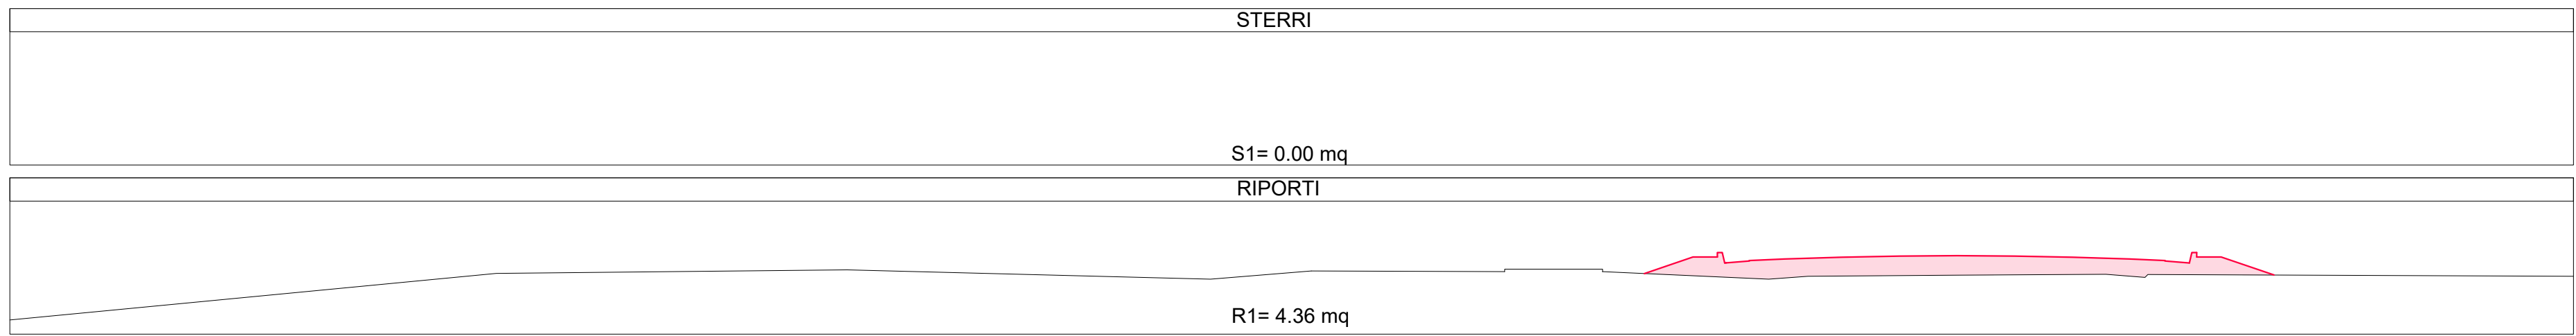 STERRI
S1= 0.00 mq
RIPORTI
R1= 4.36 mq